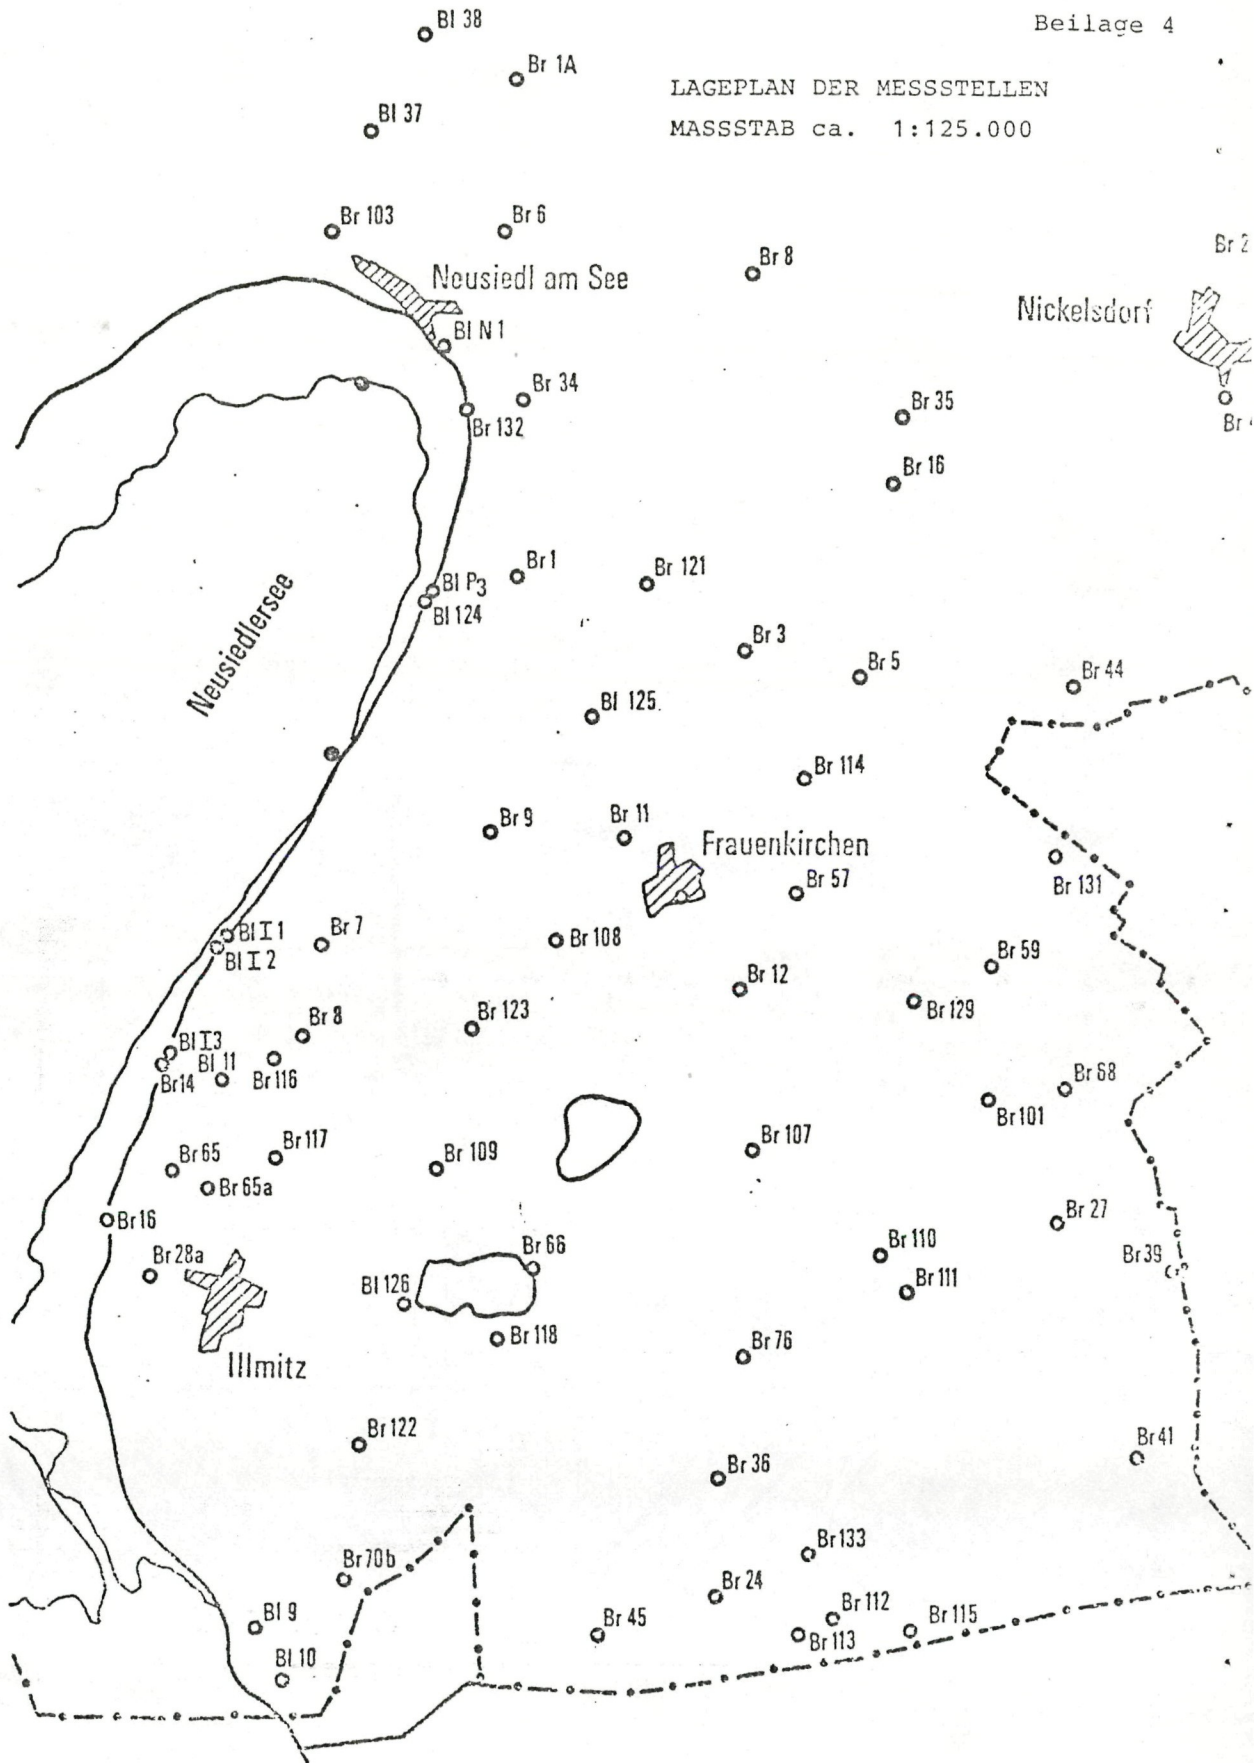 Beilage 4
LAGEPLAN DER MESSSTELLEN
MASSSTAB ca. 1:125.000
Bl 38
Br 1A
Bl 37
Br 103
Br 6
Br 8
Br 2
Neusiedl am See
Nickelsdorf
Bl N 1
Br 34
Br 132
Br 35
Br 4
Br 16
Br 1
Br 121
Bl P3
Bl 124
Neusiedlersee
Br 3
Br 5
Br 44
Bl 125
Br 114
Br 9
Br 11
Frauenkirchen
Br 131
Br 57
Bl I 1
Br 7
Br 108
Bl I 2
Br 59
Br 12
Br 129
Br 123
Br 8
Bl I 3
Bl 11
Br 14
Br 116
Br 68
Br 101
Br 117
Br 107
Br 65
Br 109
Br 65a
Br 16
Br 27
Br 110
Br 39
Br 28a
Br 66
Bl 126
Br 111
Br 118
Br 76
Illmitz
Br 122
Br 41
Br 36
Br 133
Br 70b
Br 24
Bl 9
Br 45
Br 112
Br 115
Br 113
Bl 10